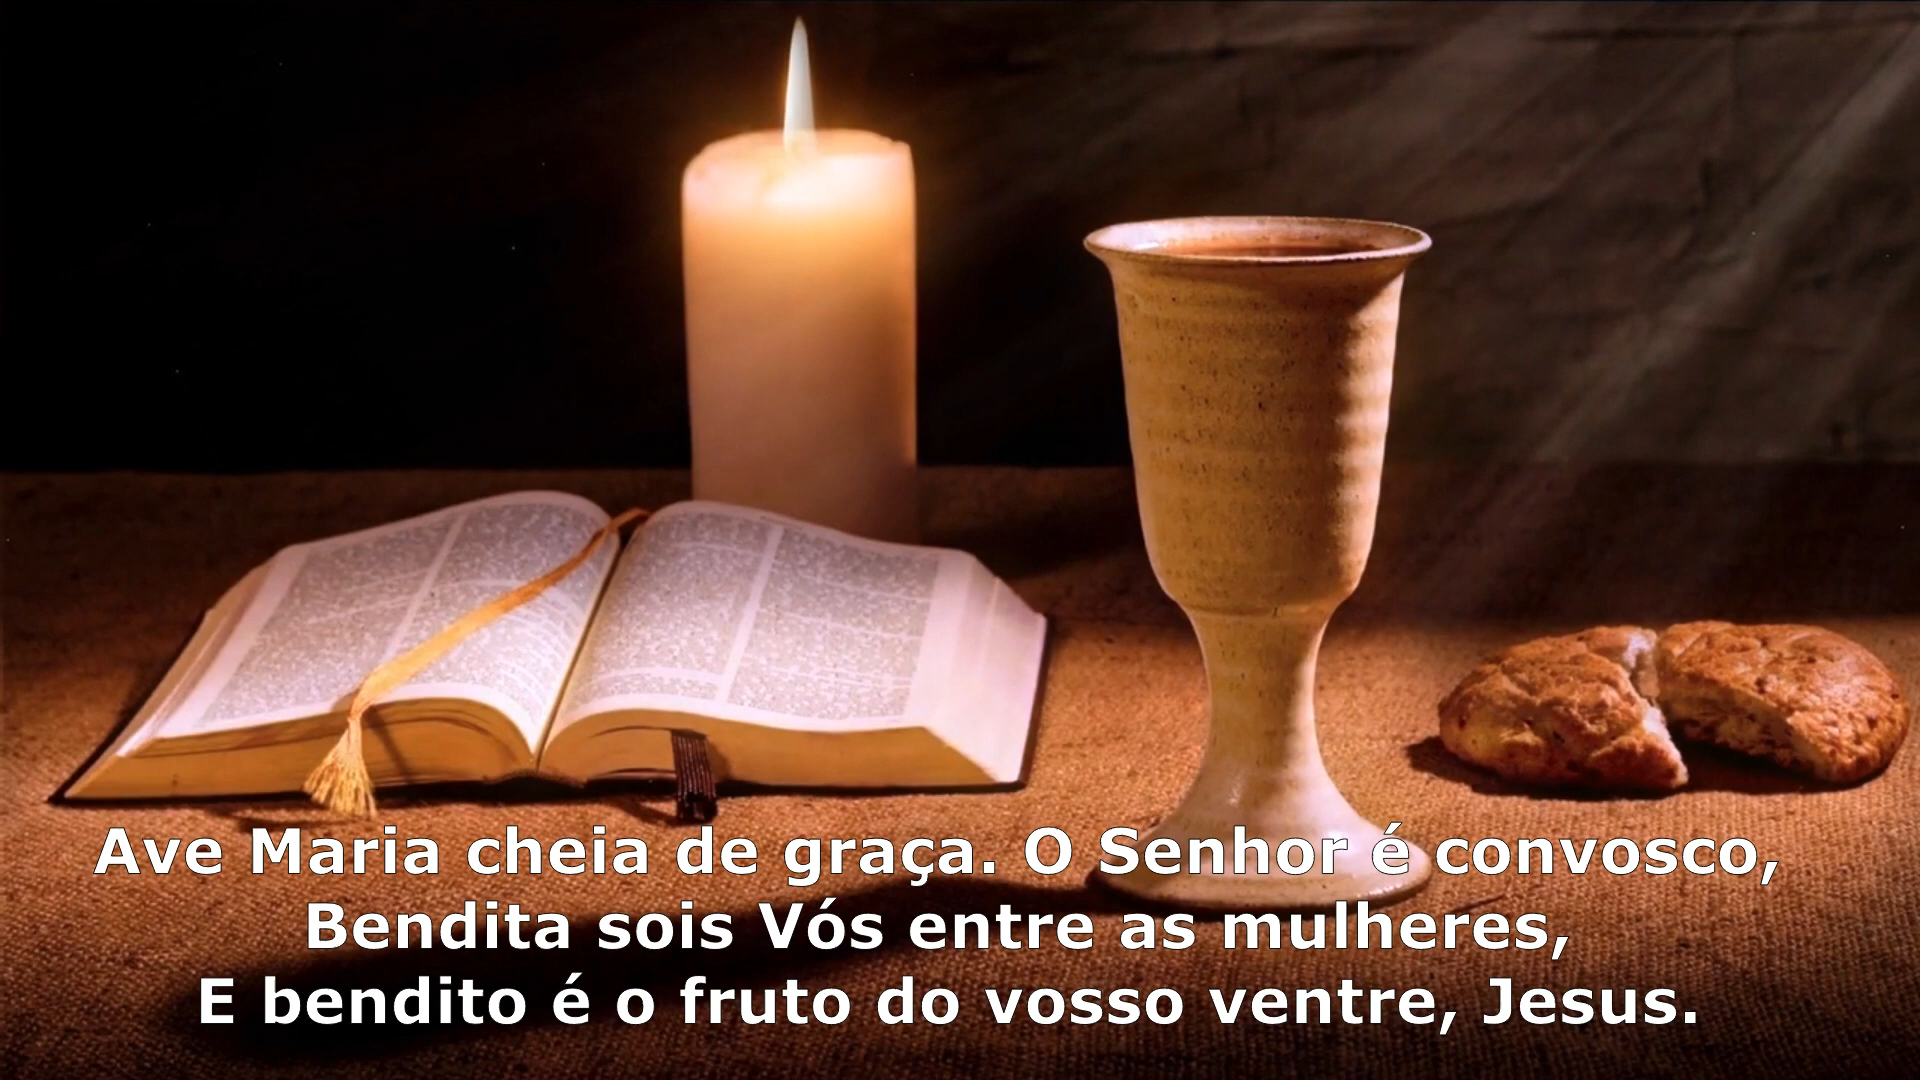 Ave Maria cheia de graça. O Senhor é convosco,
Bendita sois Vós entre as mulheres,
E bendito é o fruto do vosso ventre, Jesus.